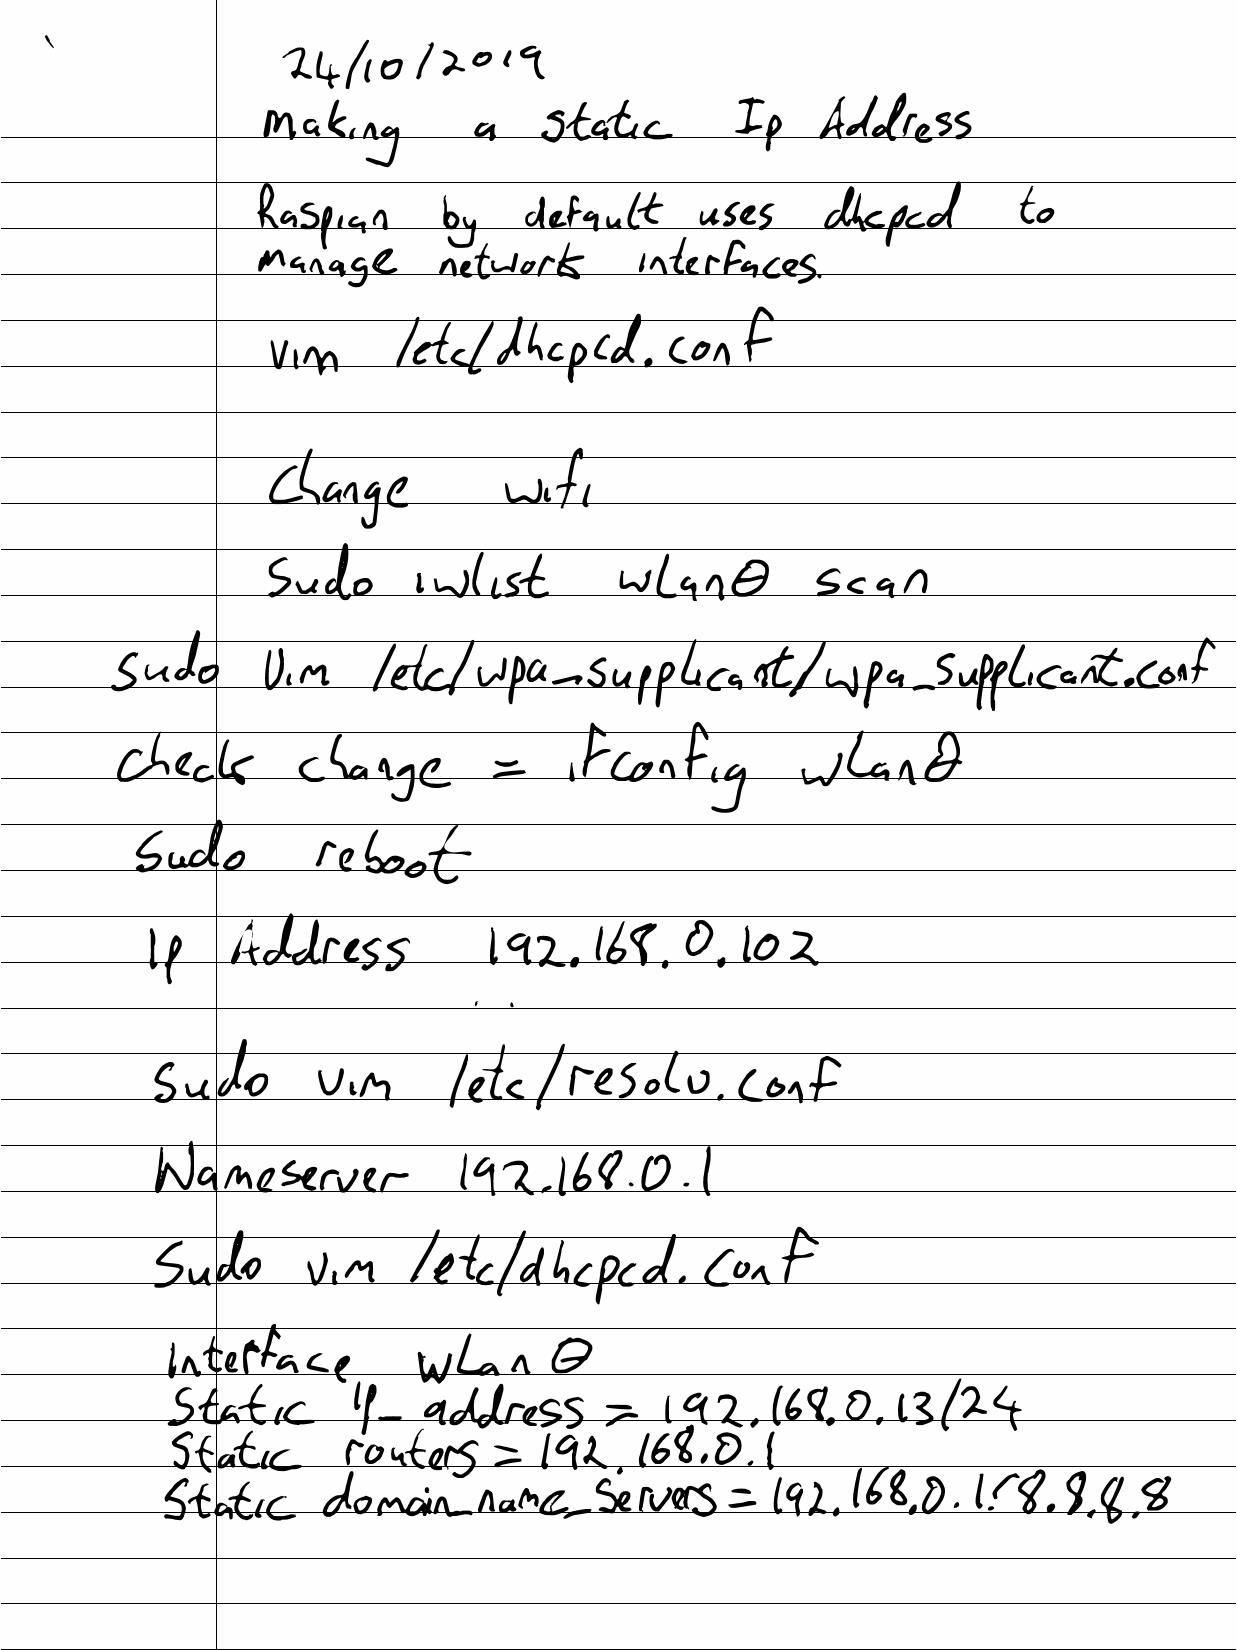 24/10/2019
Making a static Ip Address
Raspian by default uses dhcpcd to
manage network interfaces.
vim /etc/dhcpcd.conf
Change wifi
Sudo iwlist wlan0 scan
sudo vim /etc/wpa_supplicant/wpa_supplicant.conf
check change = ifconfig wlan0
sudo reboot
Ip Address 192.168.0.102
Sudo vim /etc/resolv.conf
Nameserver 192.168.0.1
Sudo vim /etc/dhcpcd.conf
Interface wlan0
Static ip_address = 192.168.0.13/24
Static routers = 192.168.0.1
Static domain_name_servers = 192.168.0.1 8.8.8.8